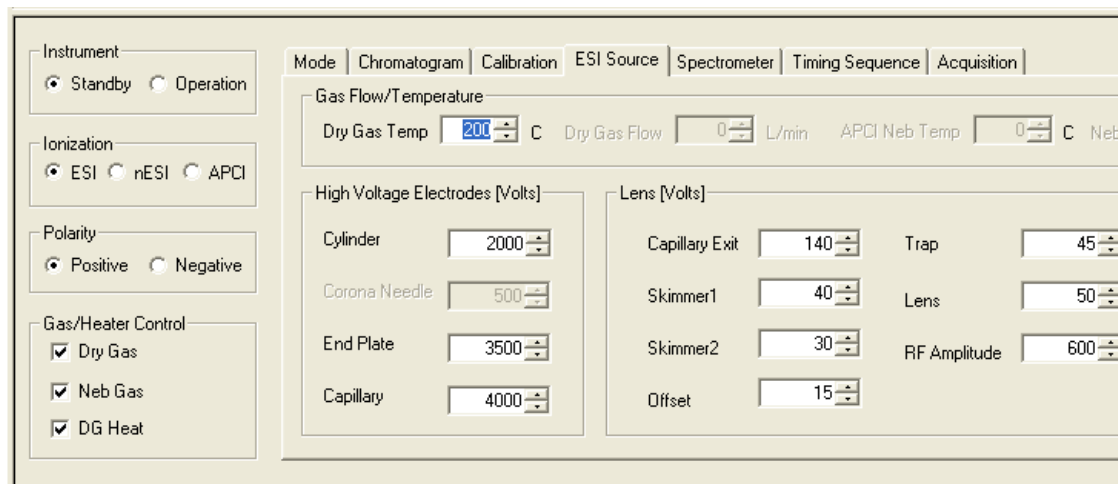 Instrument
Standby Operation
Ionization
ESI nESI APCI
Polarity
Positive Negative
Gas/Heater Control
Dry Gas
Neb Gas
DG Heat
Mode Chromatogram Calibration ESI Source Spectrometer Timing Sequence Acquisition
Gas Flow/Temperature
Dry Gas Temp 200 C Dry Gas Flow 0 L/min APCI Neb Temp 0 C Neb
High Voltage Electrodes [Volts]
Cylinder 2000
Corona Needle 500
End Plate 3500
Capillary 4000
Lens [Volts]
Capillary Exit 140 Trap 45
Skimmer1 40 Lens 50
Skimmer2 30 RF Amplitude 600
Offset 15